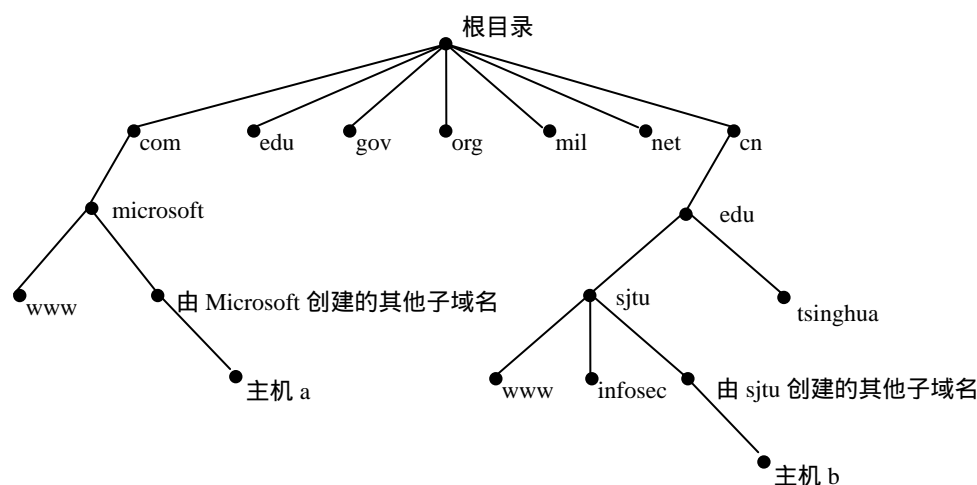 根目录
com
edu
gov
org
mil
net
cn
microsoft
edu
www
由 Microsoft 创建的其他子域名
sjtu
tsinghua
主机 a
www
infosec
由 sjtu 创建的其他子域名
主机 b